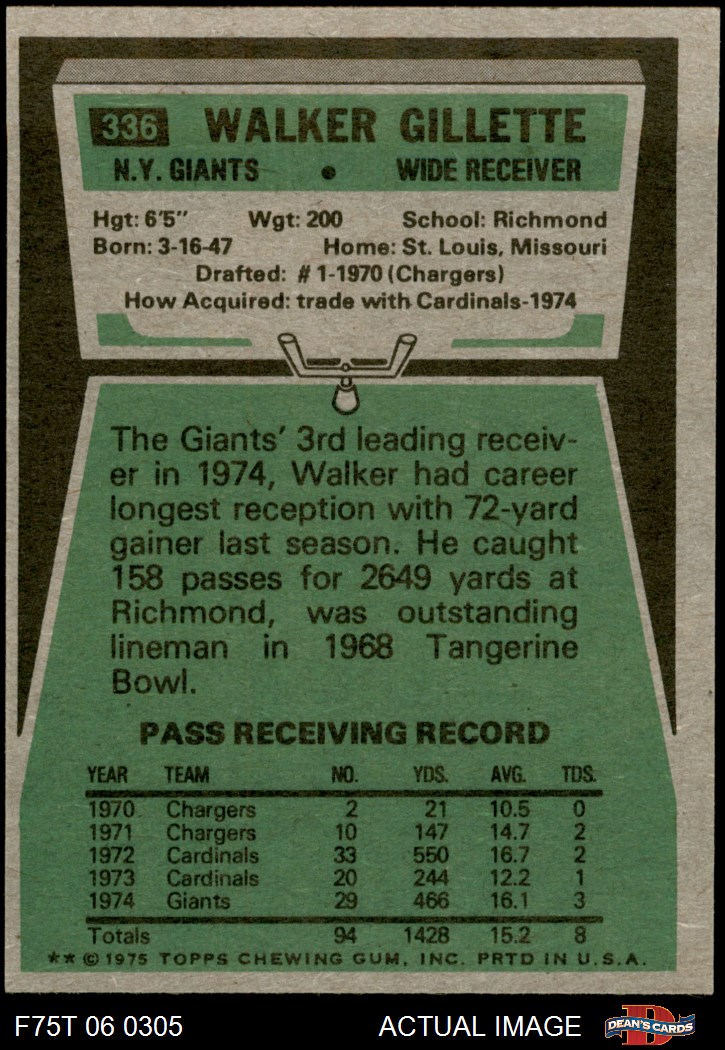 336 WALKER GILLETTE
N.Y. GIANTS • WIDE RECEIVER
Hgt: 6'5" Wgt: 200 School: Richmond
Born: 3-16-47 Home: St. Louis, Missouri
Drafted: #1-1970 (Chargers)
How Acquired: trade with Cardinals-1974
The Giants' 3rd leading receiv-
er in 1974, Walker had career
longest reception with 72-yard
gainer last season. He caught
158 passes for 2649 yards at
Richmond, was outstanding
lineman in 1968 Tangerine
Bowl.
PASS RECEIVING RECORD
YEAR TEAM NO. YDS. AVG. TDS.
1970 Chargers 2 21 10.5 0
1971 Chargers 10 147 14.7 2
1972 Cardinals 33 550 16.7 2
1973 Cardinals 20 244 12.2 1
1974 Giants 29 466 16.1 3
Totals 94 1428 15.2 8
** © 1975 TOPPS CHEWING GUM, INC. PRTD IN U.S.A.
F75T 06 0305 ACTUAL IMAGE D DEAN'S CARDS